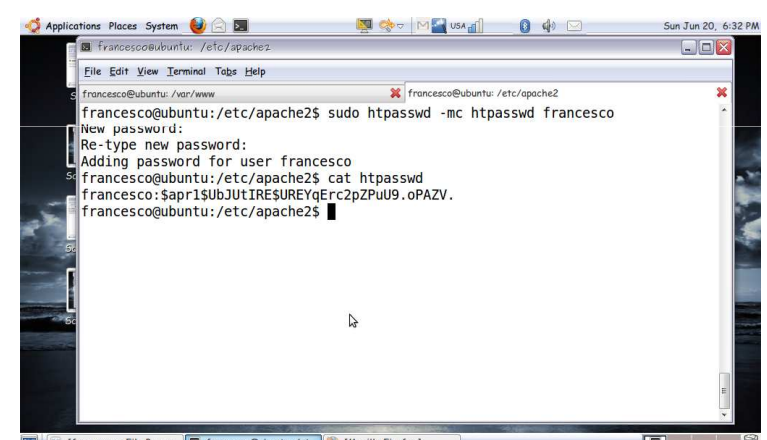 Applications Places System USA Sun Jun 20, 6:32 PM
francesco@ubuntu: /etc/apache2
File Edit View Terminal Tabs Help
francesco@ubuntu: /var/www francesco@ubuntu: /etc/apache2
francesco@ubuntu:/etc/apache2$ sudo htpasswd -mc htpasswd francesco
New password:
Re-type new password:
Adding password for user francesco
francesco@ubuntu:/etc/apache2$ cat htpasswd
francesco:$apr1$UbJUtIRE$UREYqErc2pZPuU9.oPAZV.
francesco@ubuntu:/etc/apache2$